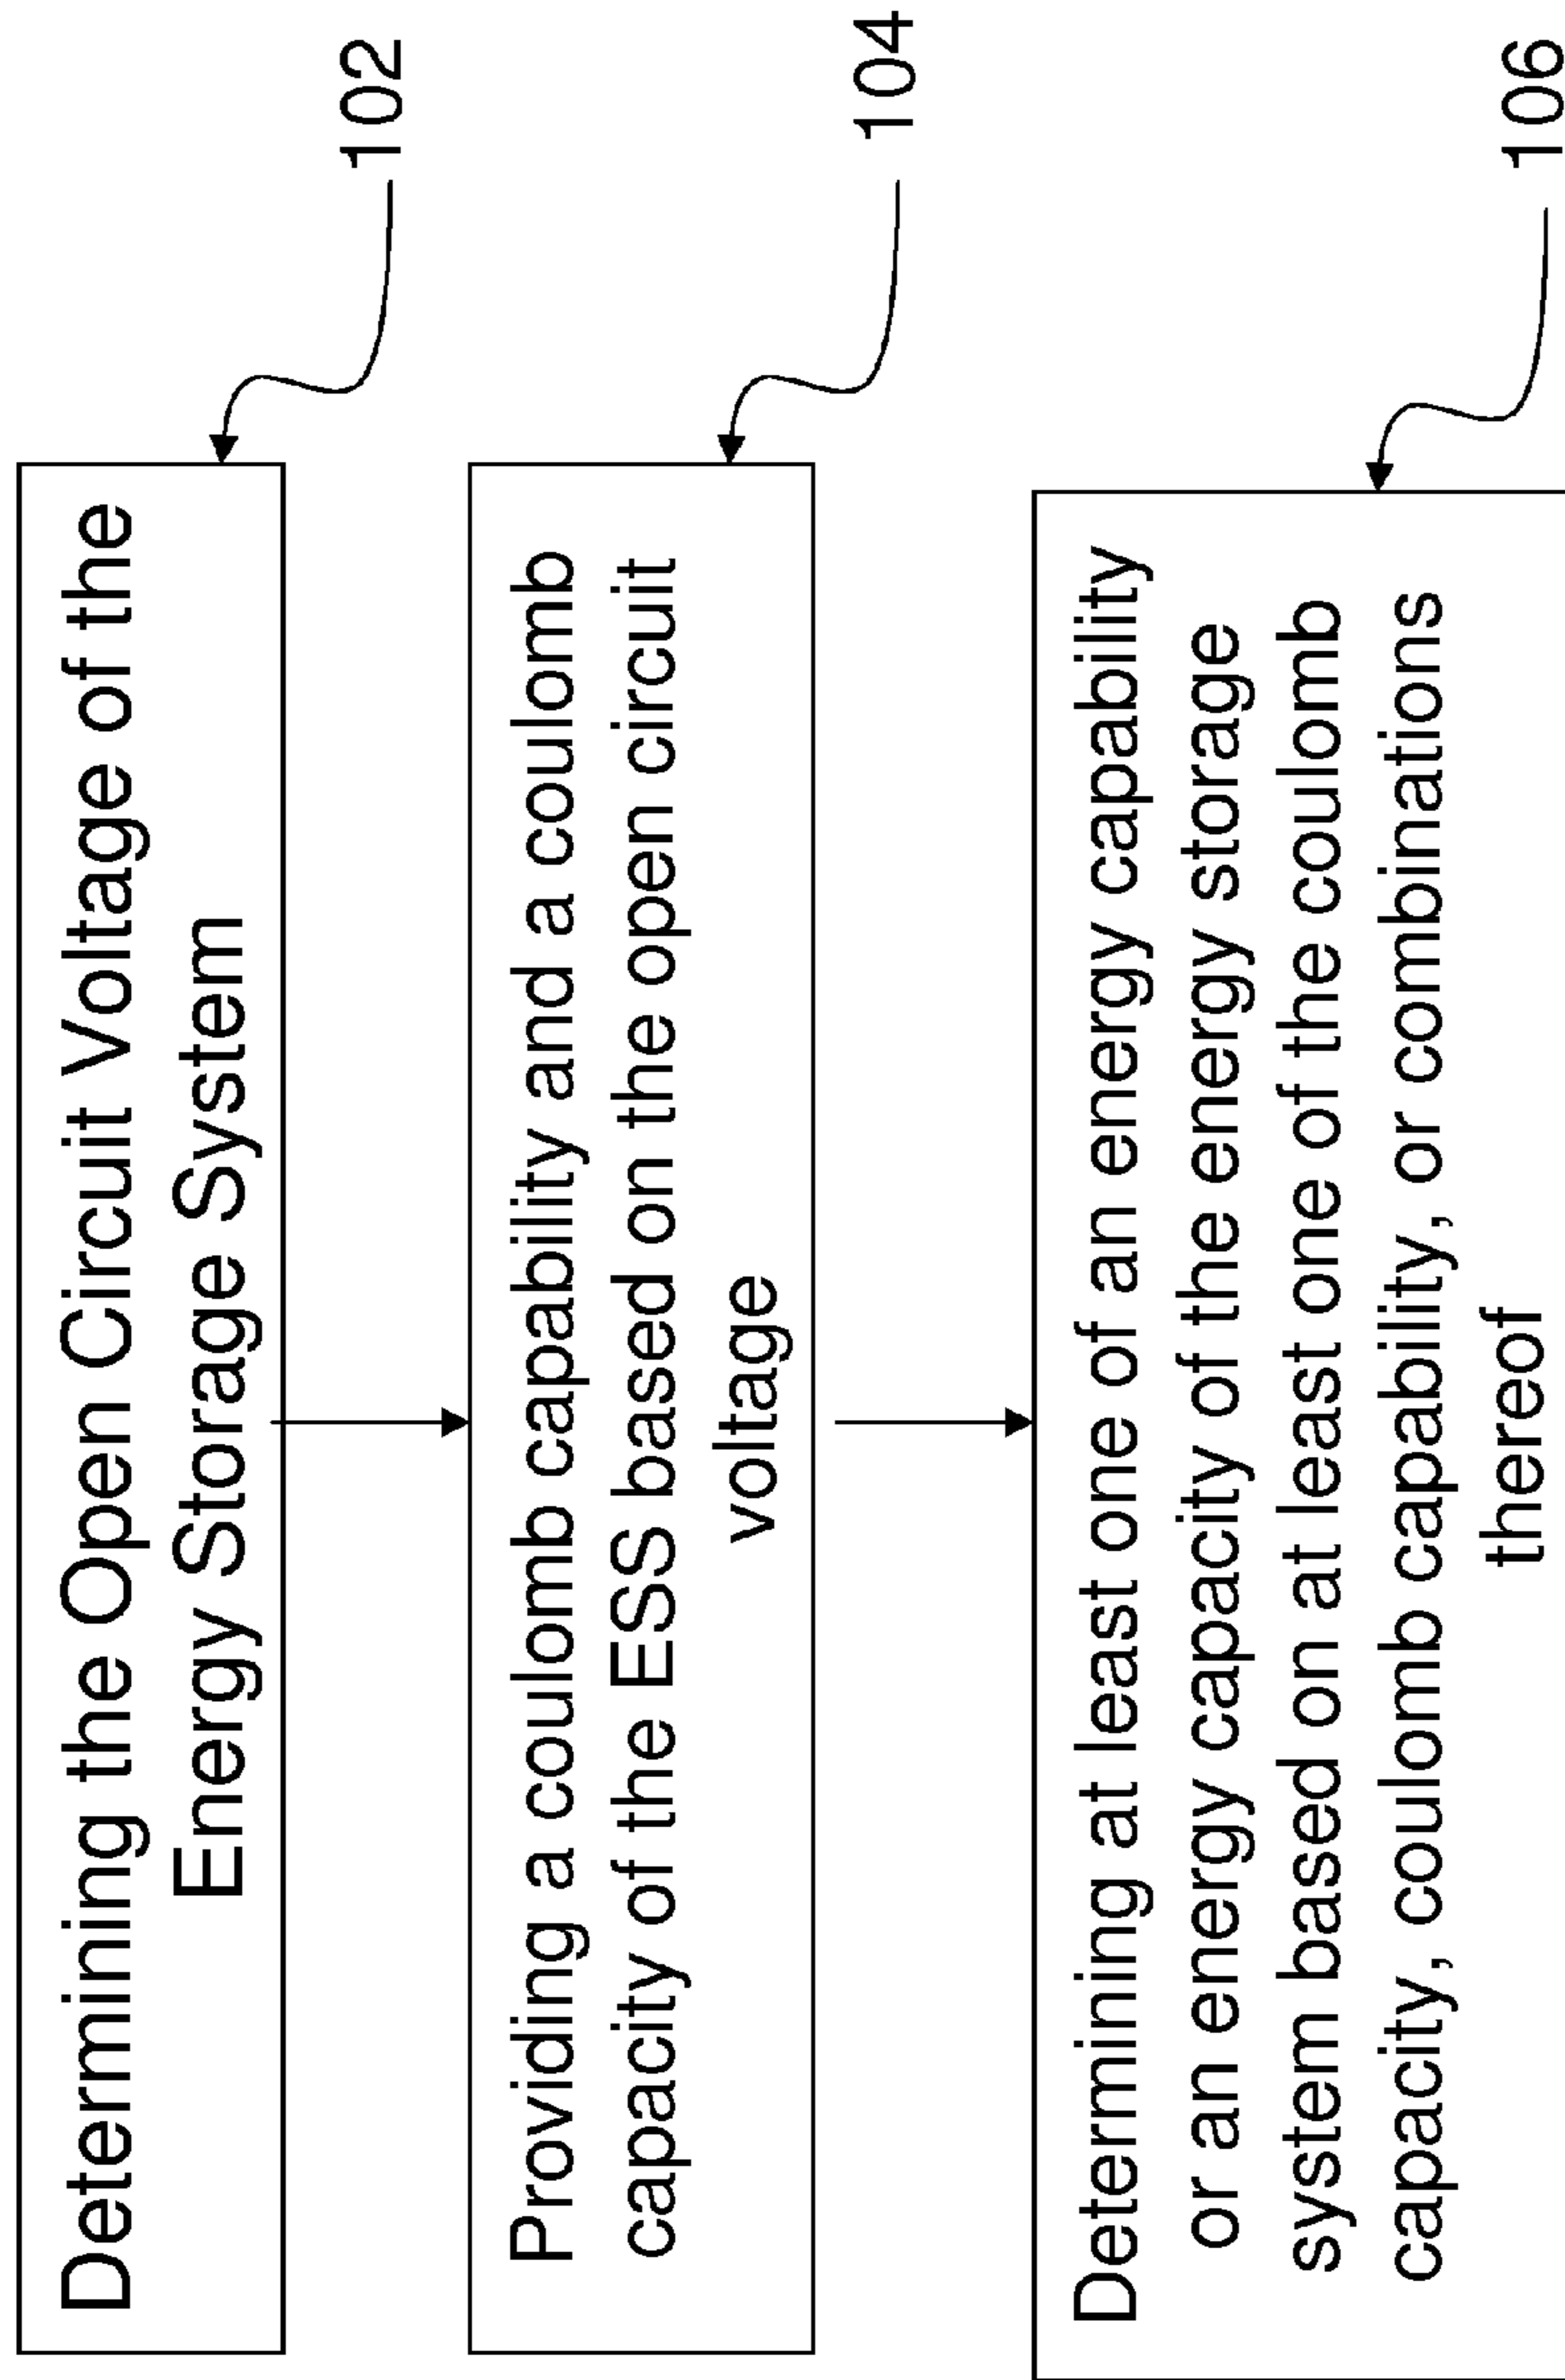 Determining the Open Circuit Voltage of the
Energy Storage System
102
Providing a coulomb capability and a coulomb
capacity of the ESS based on the open circuit
voltage
104
Determining at least one of an energy capability
or an energy capacity of the energy storage
system based on at least one of the coulomb
capacity, coulomb capability, or combinations
thereof
106